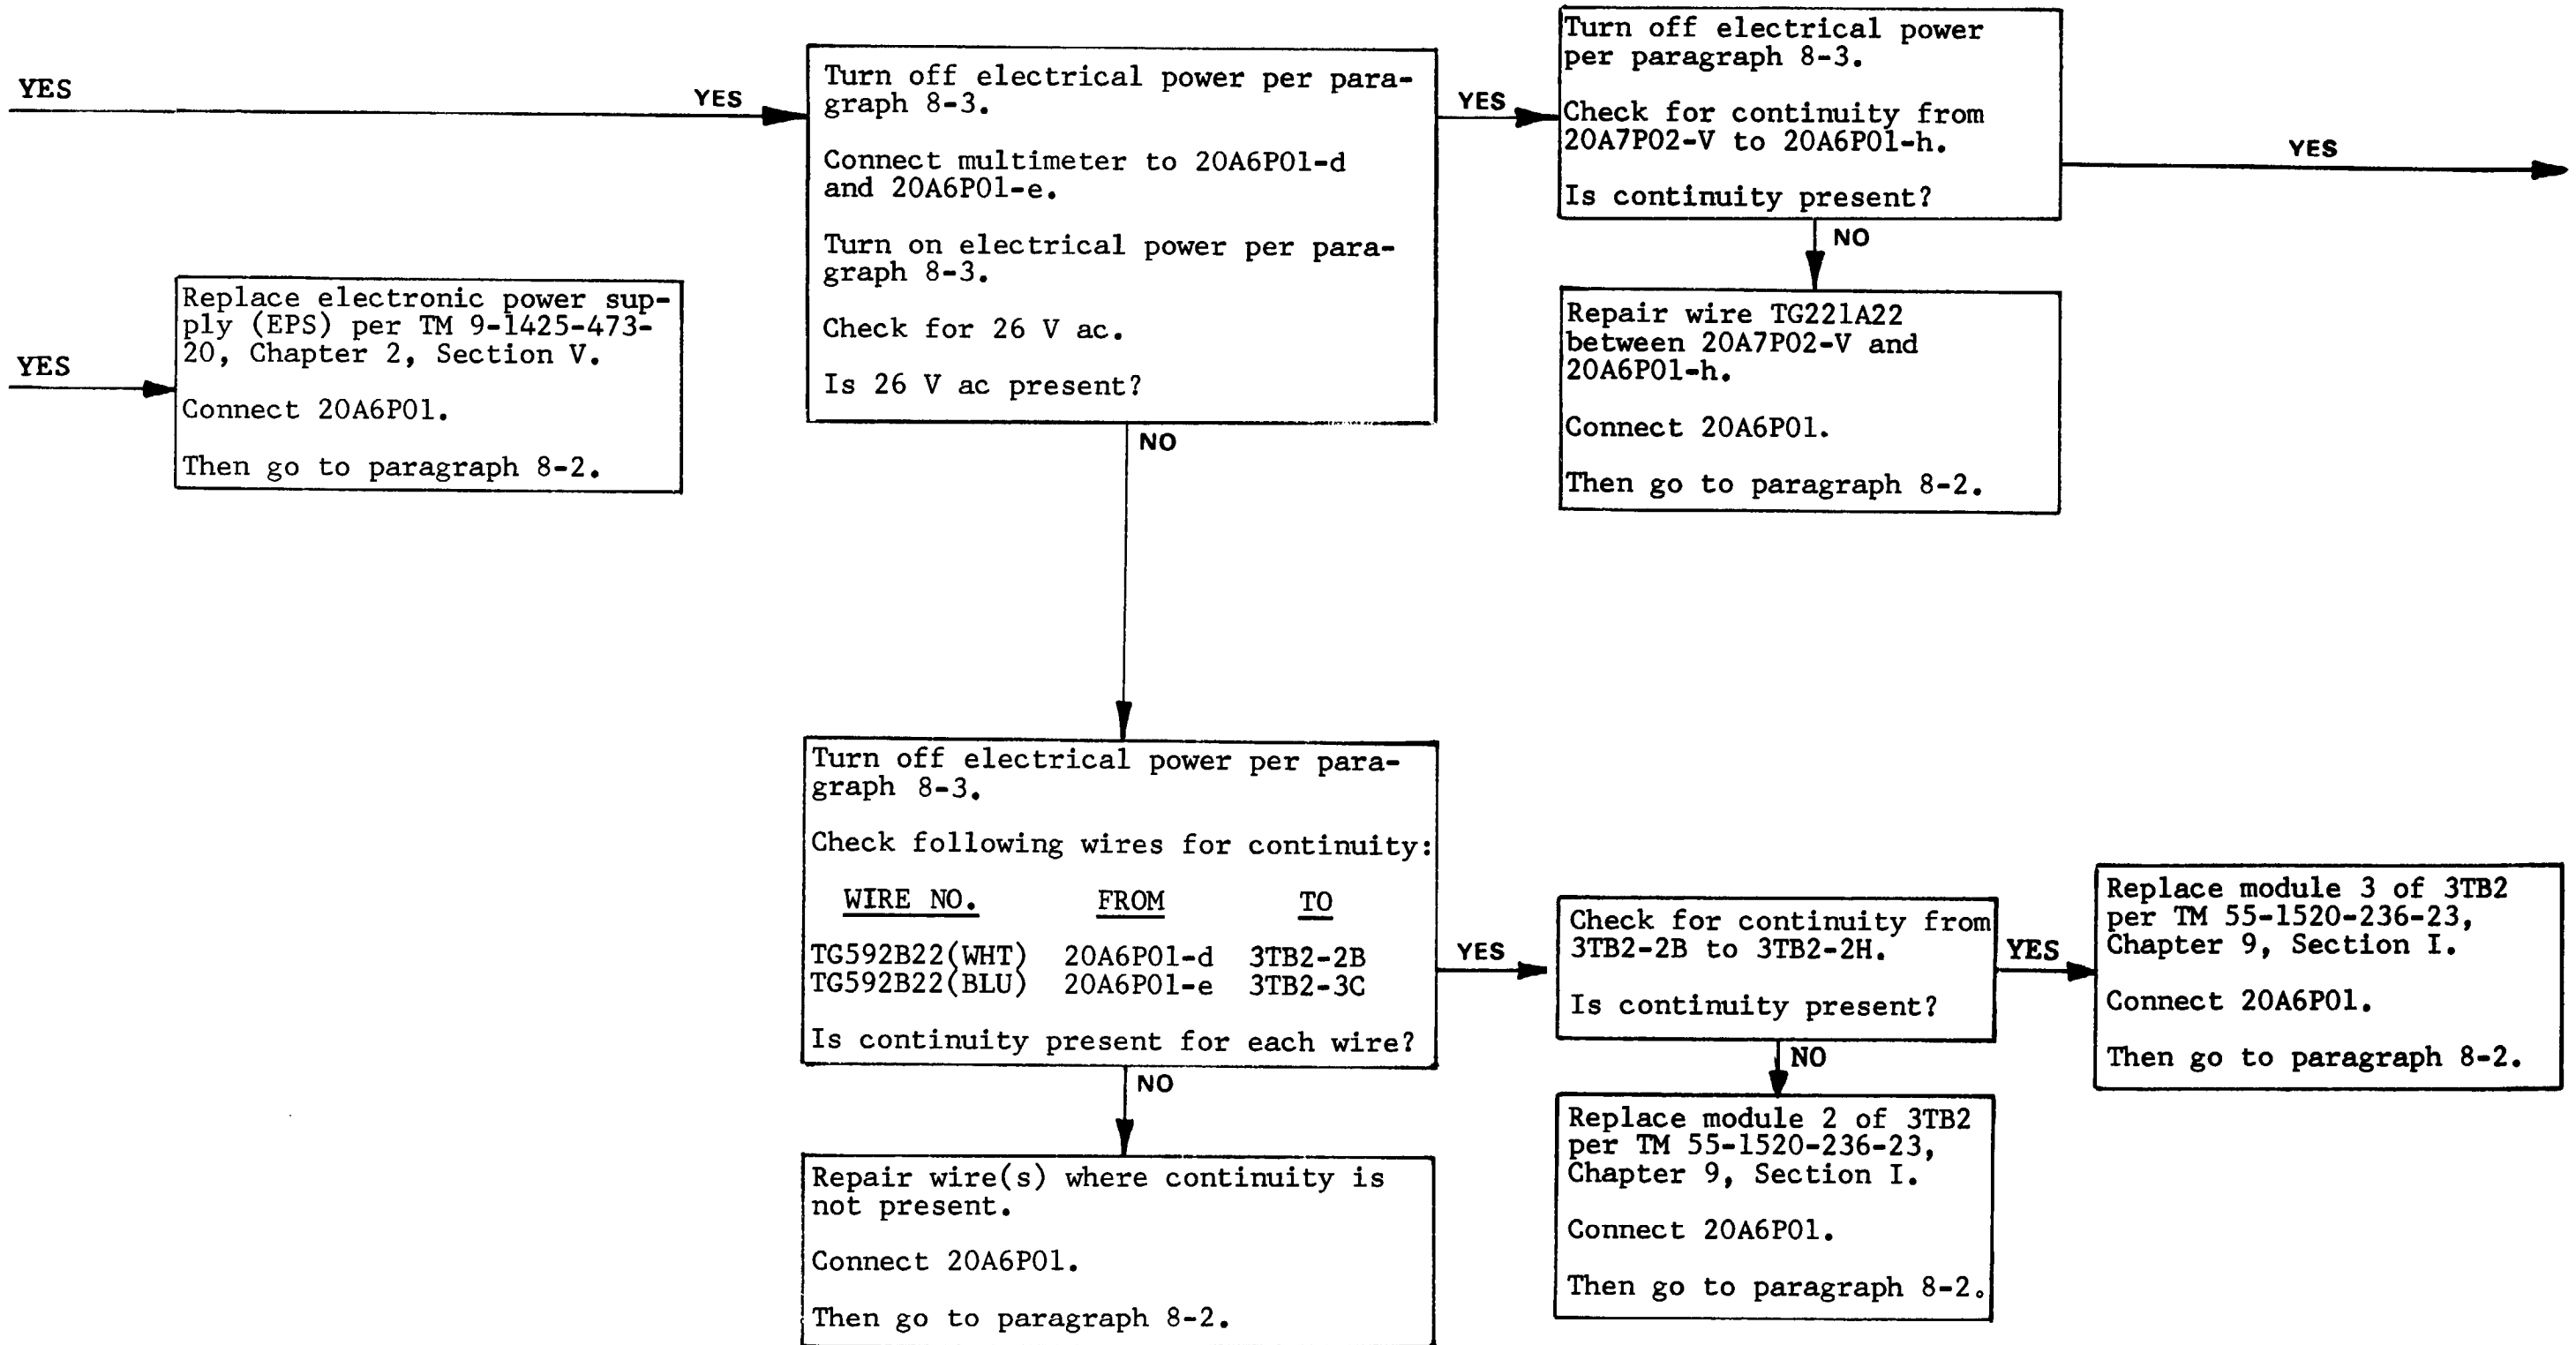 YES
YES
Turn off electrical power per para-
graph 8-3.
Connect multimeter to 20A6P01-d
and 20A6P01-e.
Turn on electrical power per para-
graph 8-3.
Check for 26 V ac.
Is 26 V ac present?
YES
Turn off electrical power
per paragraph 8-3.
Check for continuity from
20A7P02-V to 20A6P01-h.
Is continuity present?
YES
NO
Repair wire TG221A22
between 20A7P02-V and
20A6P01-h.
Connect 20A6P01.
Then go to paragraph 8-2.
YES
Replace electronic power sup-
ply (EPS) per TM 9-1425-473-
20, Chapter 2, Section V.
Connect 20A6P01.
Then go to paragraph 8-2.
NO
Turn off electrical power per para-
graph 8-3.
Check following wires for continuity:
WIRE NO. FROM TO
TG592B22(WHT) 20A6P01-d 3TB2-2B
TG592B22(BLU) 20A6P01-e 3TB2-3C
Is continuity present for each wire?
YES
Check for continuity from
3TB2-2B to 3TB2-2H.
Is continuity present?
YES
Replace module 3 of 3TB2
per TM 55-1520-236-23,
Chapter 9, Section I.
Connect 20A6P01.
Then go to paragraph 8-2.
NO
Replace module 2 of 3TB2
per TM 55-1520-236-23,
Chapter 9, Section I.
Connect 20A6P01.
Then go to paragraph 8-2.
NO
Repair wire(s) where continuity is
not present.
Connect 20A6P01.
Then go to paragraph 8-2.